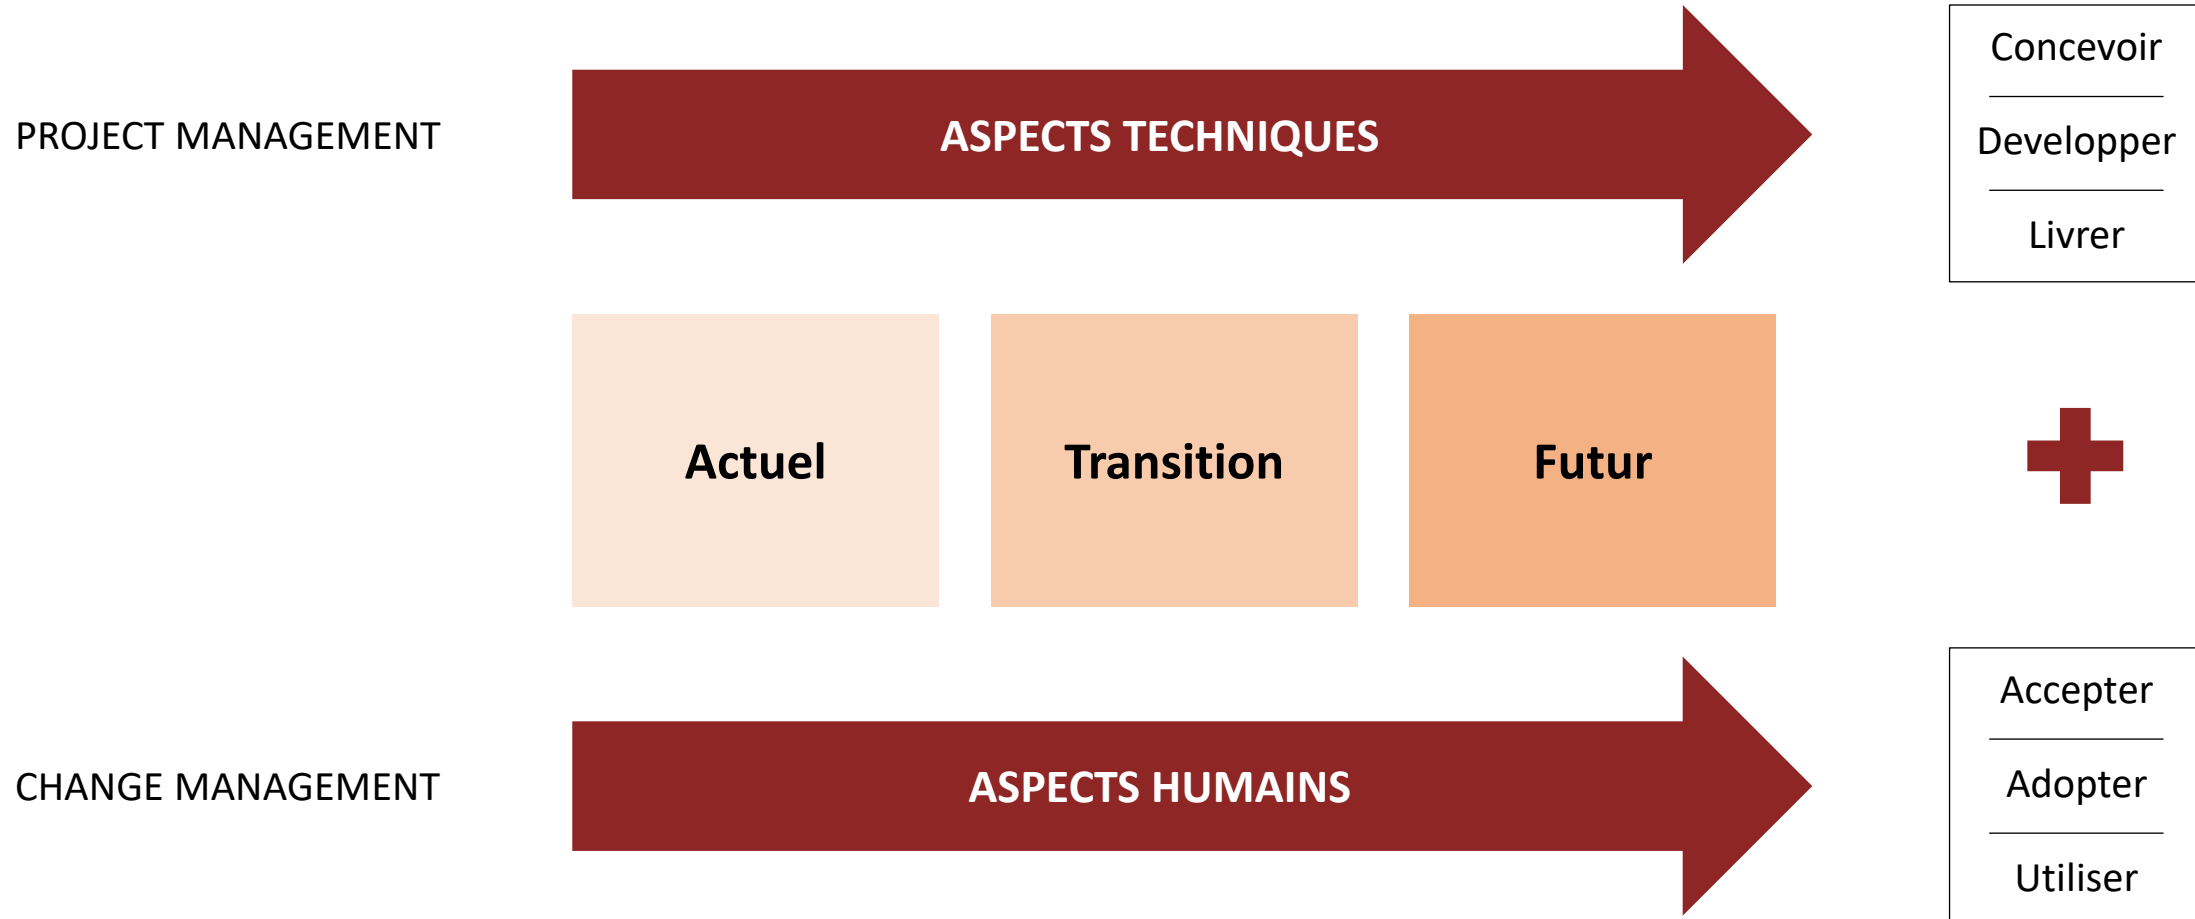 PROJECT MANAGEMENT
ASPECTS TECHNIQUES
Concevoir
Developper
Livrer
Actuel
Transition
Futur
CHANGE MANAGEMENT
ASPECTS HUMAINS
Accepter
Adopter
Utiliser